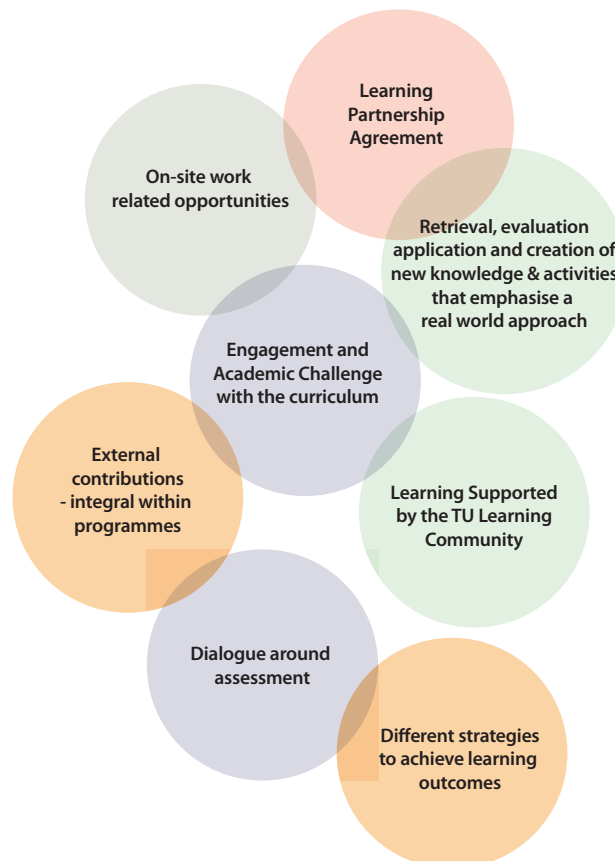 Learning
Partnership
Agreement
On-site work
related opportunities
Retrieval, evaluation
application and creation of
new knowledge & activities
that emphasise a
real world approach
Engagement and
Academic Challenge
with the curriculum
External
contributions
- integral within
programmes
Learning Supported
by the TU Learning
Community
Dialogue around
assessment
Different strategies
to achieve learning
outcomes